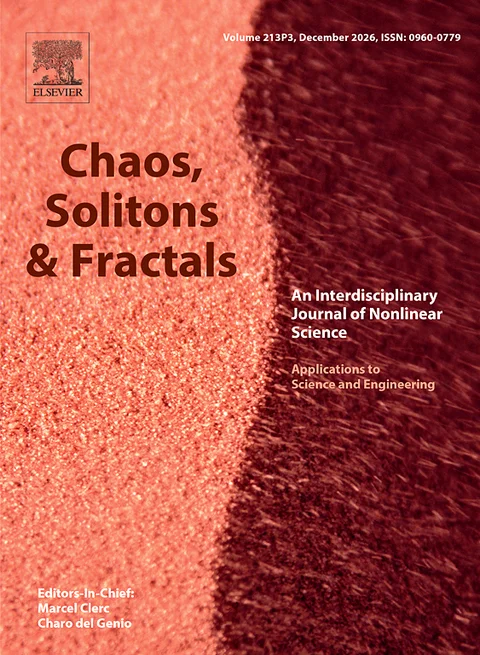 Volume 213P3, December 2026, ISSN: 0960-0779
ELSEVIER
Chaos,
Solitons
& Fractals
An Interdisciplinary
Journal of Nonlinear
Science
Applications to
Science and Engineering
Editors-In-Chief:
Marcel Clerc
Charo del Genio